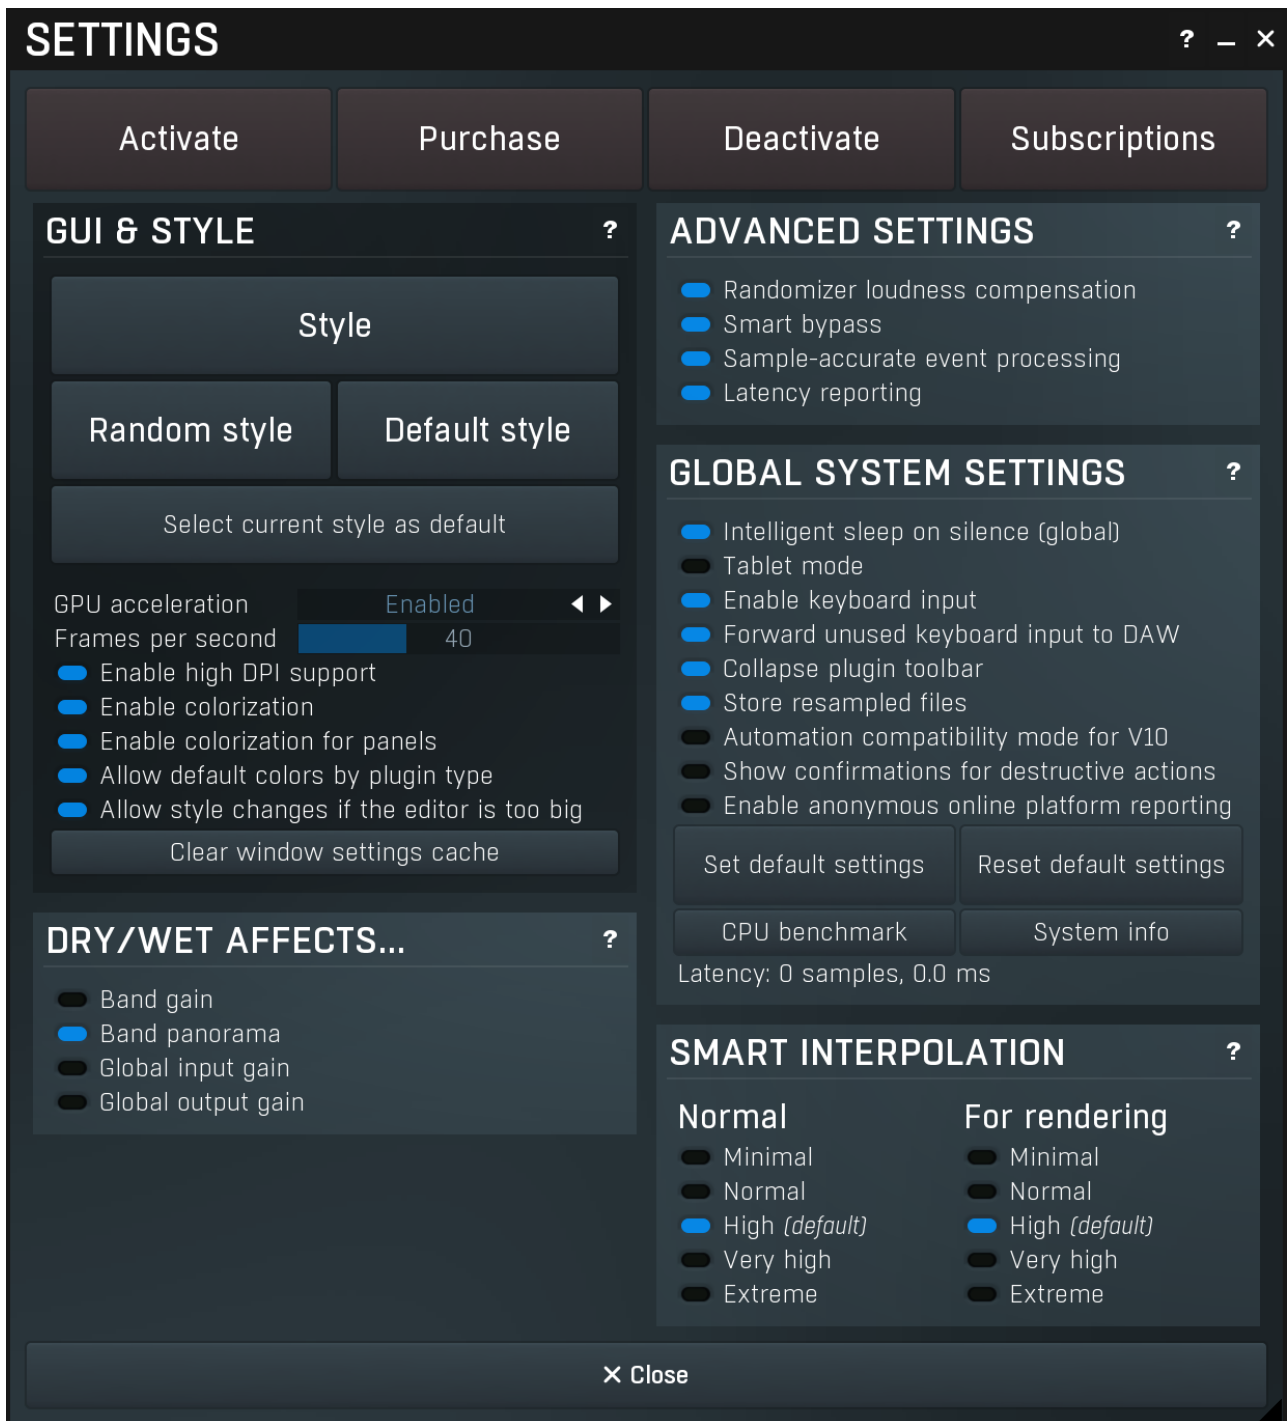 SETTINGS ? _ ✕
Activate Purchase Deactivate Subscriptions
GUI & STYLE ?
Style
Random style Default style
Select current style as default
GPU acceleration Enabled
Frames per second 40
Enable high DPI support
Enable colorization
Enable colorization for panels
Allow default colors by plugin type
Allow style changes if the editor is too big
Clear window settings cache
DRY/WET AFFECTS... ?
Band gain
Band panorama
Global input gain
Global output gain
ADVANCED SETTINGS ?
Randomizer loudness compensation
Smart bypass
Sample-accurate event processing
Latency reporting
GLOBAL SYSTEM SETTINGS ?
Intelligent sleep on silence (global)
Tablet mode
Enable keyboard input
Forward unused keyboard input to DAW
Collapse plugin toolbar
Store resampled files
Automation compatibility mode for V10
Show confirmations for destructive actions
Enable anonymous online platform reporting
Set default settings Reset default settings
CPU benchmark System info
Latency: 0 samples, 0.0 ms
SMART INTERPOLATION ?
Normal For rendering
Minimal Minimal
Normal Normal
High (default) High (default)
Very high Very high
Extreme Extreme
✕ Close